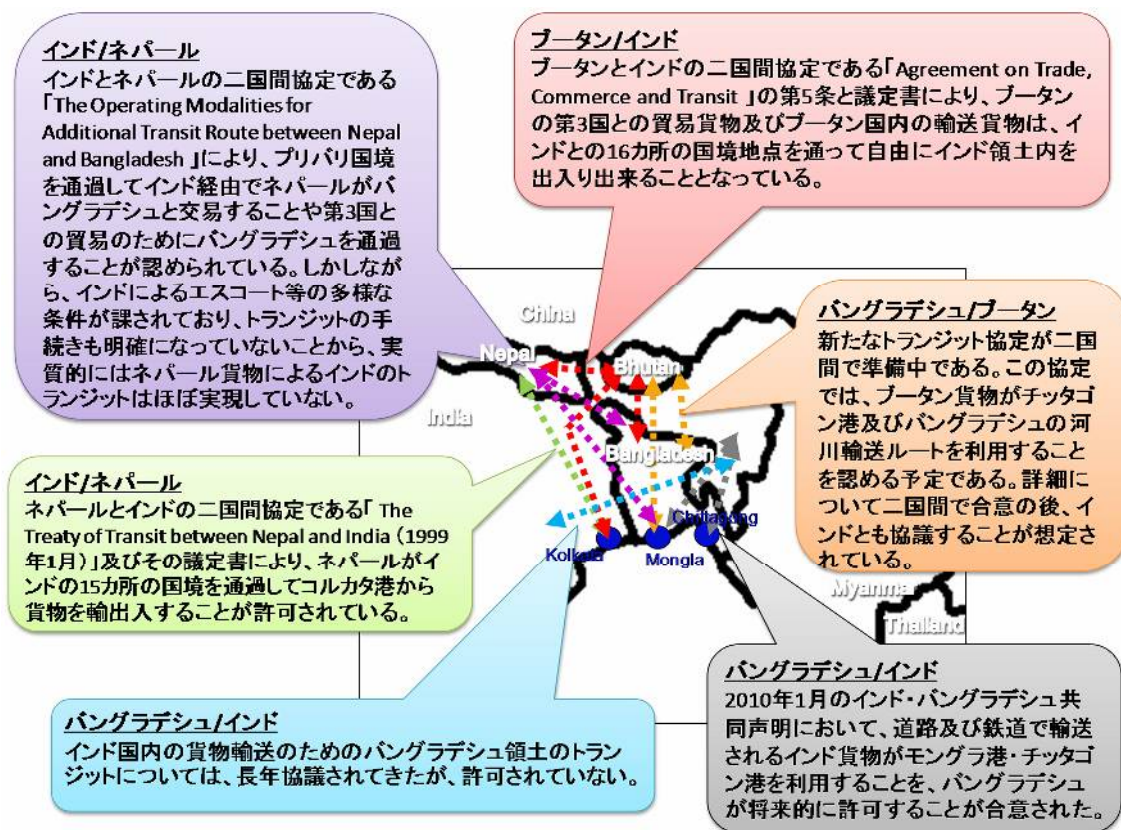 インド/ネパール
インドとネパールの二国間協定である
「The Operating Modalities for
Additional Transit Route between Nepal
and Bangladesh」により、プリバリ国境
を通過してインド経由でネパールがバ
ングラデシュと交易することや第3国と
の貿易のためにバングラデシュを通過
することが認められている。しかしなが
ら、インドによるエスコート等の多様な
条件が課されており、トランジットの手
続きも明確になっていないことから、実
質的にはネパール貨物によるインドのト
ランジットはほぼ実現していない。
ブータン/インド
ブータンとインドの二国間協定である「Agreement on Trade,
Commerce and Transit」の第5条と議定書により、ブータン
の第3国との貿易貨物及びブータン国内の輸送貨物は、イ
ンドとの16カ所の国境地点を通って自由にインド領土内を
出入り出来ることとなっている。
バングラデシュ/ブータン
新たなトランジット協定が二国
間で準備中である。この協定
では、ブータン貨物がチッタゴ
ン港及びバングラデシュの河
川輸送ルートを利用すること
を認める予定である。詳細に
ついて二国間で合意の後、イ
ンドとも協議することが想定さ
れている。
China
Nepal
Bhutan
India
Bangladesh
Chittagong
Kolkata
Mongla
Myanmar
Thailand
インド/ネパール
ネパールとインドの二国間協定である「The
Treaty of Transit between Nepal and India（1999
年1月）」及びその議定書により、ネパールがイ
ンドの15カ所の国境を通過してコルカタ港から
貨物を輸出入することが許可されている。
バングラデシュ/インド
インド国内の貨物輸送のためのバングラデシュ領土のトラン
ジットについては、長年協議されてきたが、許可されていない。
バングラデシュ/インド
2010年1月のインド・バングラデシュ共
同声明において、道路及び鉄道で輸送
されるインド貨物がモングラ港・チッタゴ
ン港を利用することを、バングラデシュ
が将来的に許可することが合意された。